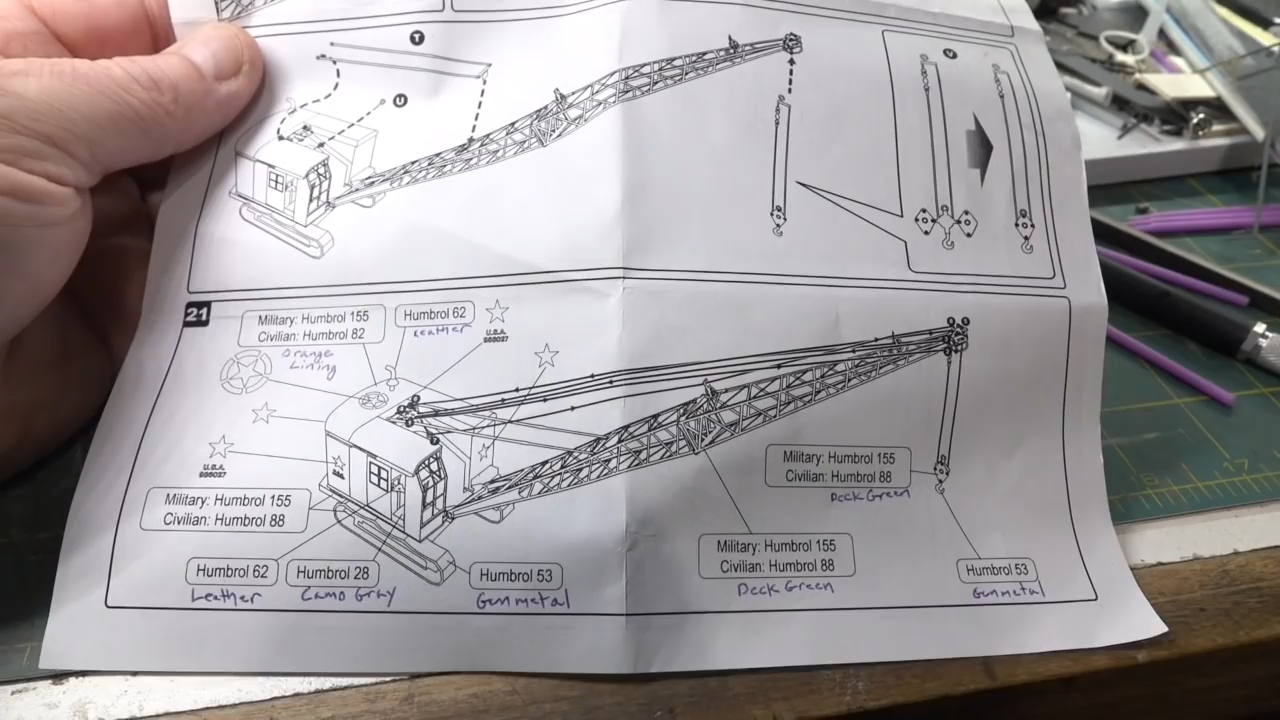 T
U
V
21
Military: Humbrol 155
Civilian: Humbrol 82
Orange
Lining
Humbrol 62
Leather
U.S.A.
Military: Humbrol 155
Civilian: Humbrol 88
Humbrol 62
Leather
Humbrol 28
Camo Gray
Humbrol 53
Gunmetal
Military: Humbrol 155
Civilian: Humbrol 88
Deck Green
Military: Humbrol 155
Civilian: Humbrol 88
Deck Green
Humbrol 53
Gunmetal
U.S.A.
17